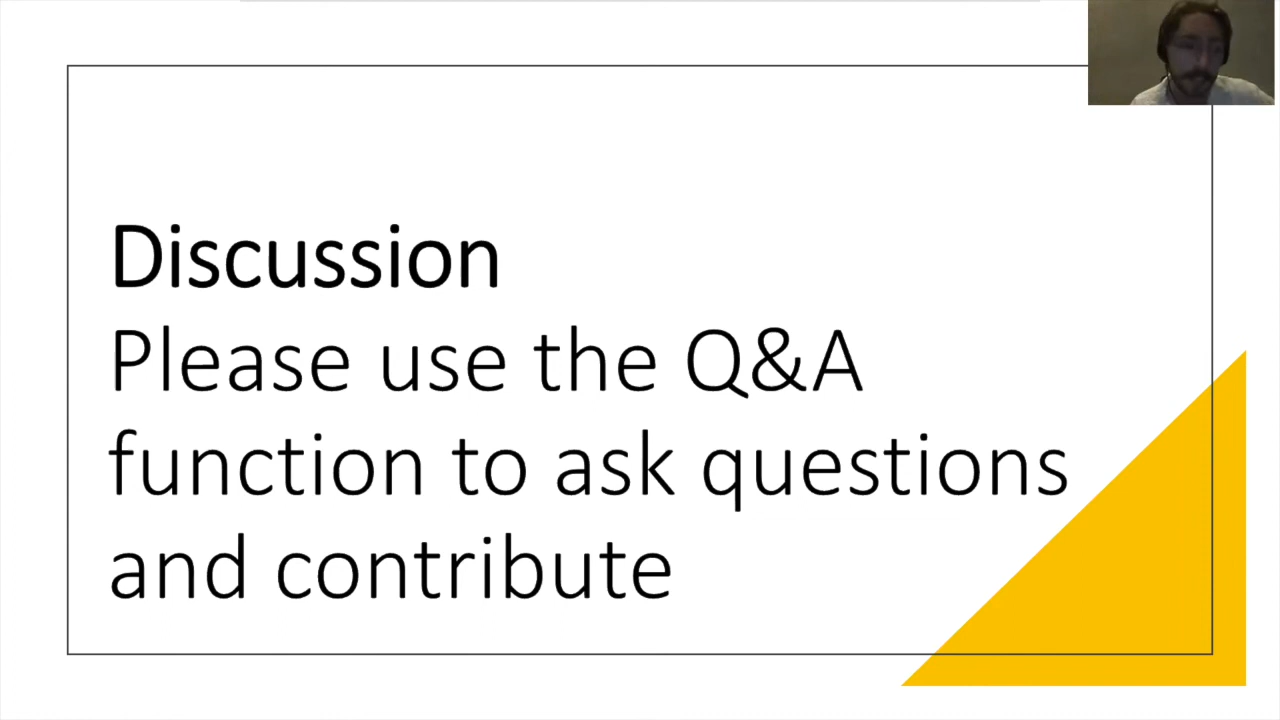 Discussion
Please use the Q&A
function to ask questions
and contribute